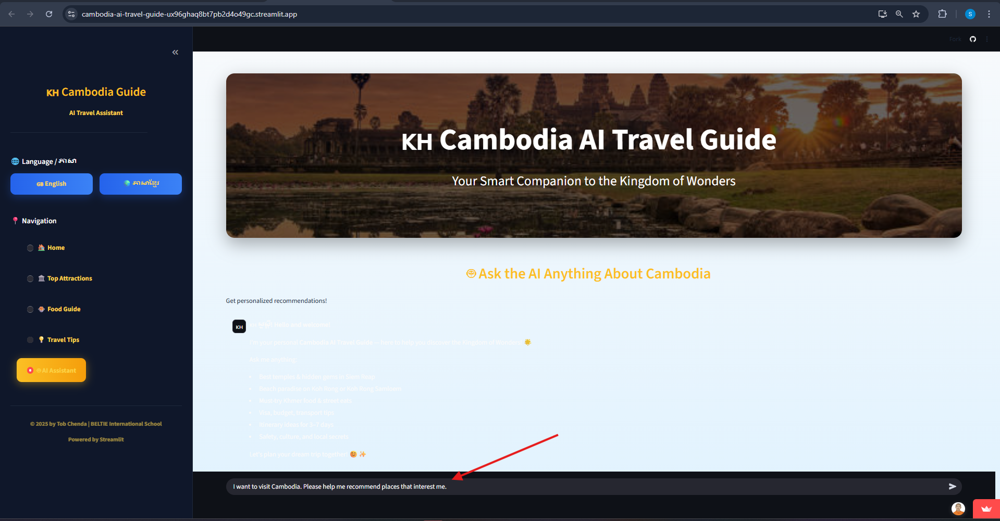 cambodia-ai-travel-guide-ux96ghaq8bt7pb2d4o49gc.streamlit.app
S
Fork
KH Cambodia Guide
AI Travel Assistant
Language / ភាសា
GB English
ភាសាខ្មែរ
Navigation
Home
Top Attractions
Food Guide
Travel Tips
AI Assistant
© 2025 by Tob Chenda | BELTIE International School
Powered by Streamlit
KH Cambodia AI Travel Guide
Your Smart Companion to the Kingdom of Wonders
Ask the AI Anything About Cambodia
Get personalized recommendations!
KH
Hello and welcome!
I'm your personal Cambodia AI Travel Guide — here to help you discover the Kingdom of Wonders!
Ask me anything:
Best temples & hidden gems in Siem Reap
Beach paradise on Koh Rong or Koh Rong Samloem
Must-try Khmer food & street eats
Visa, budget, transport tips
Itinerary ideas for 2–7 days
Safety, culture, and local secrets
Let's plan your dream trip together!
I want to visit Cambodia. Please help me recommend places that interest me.